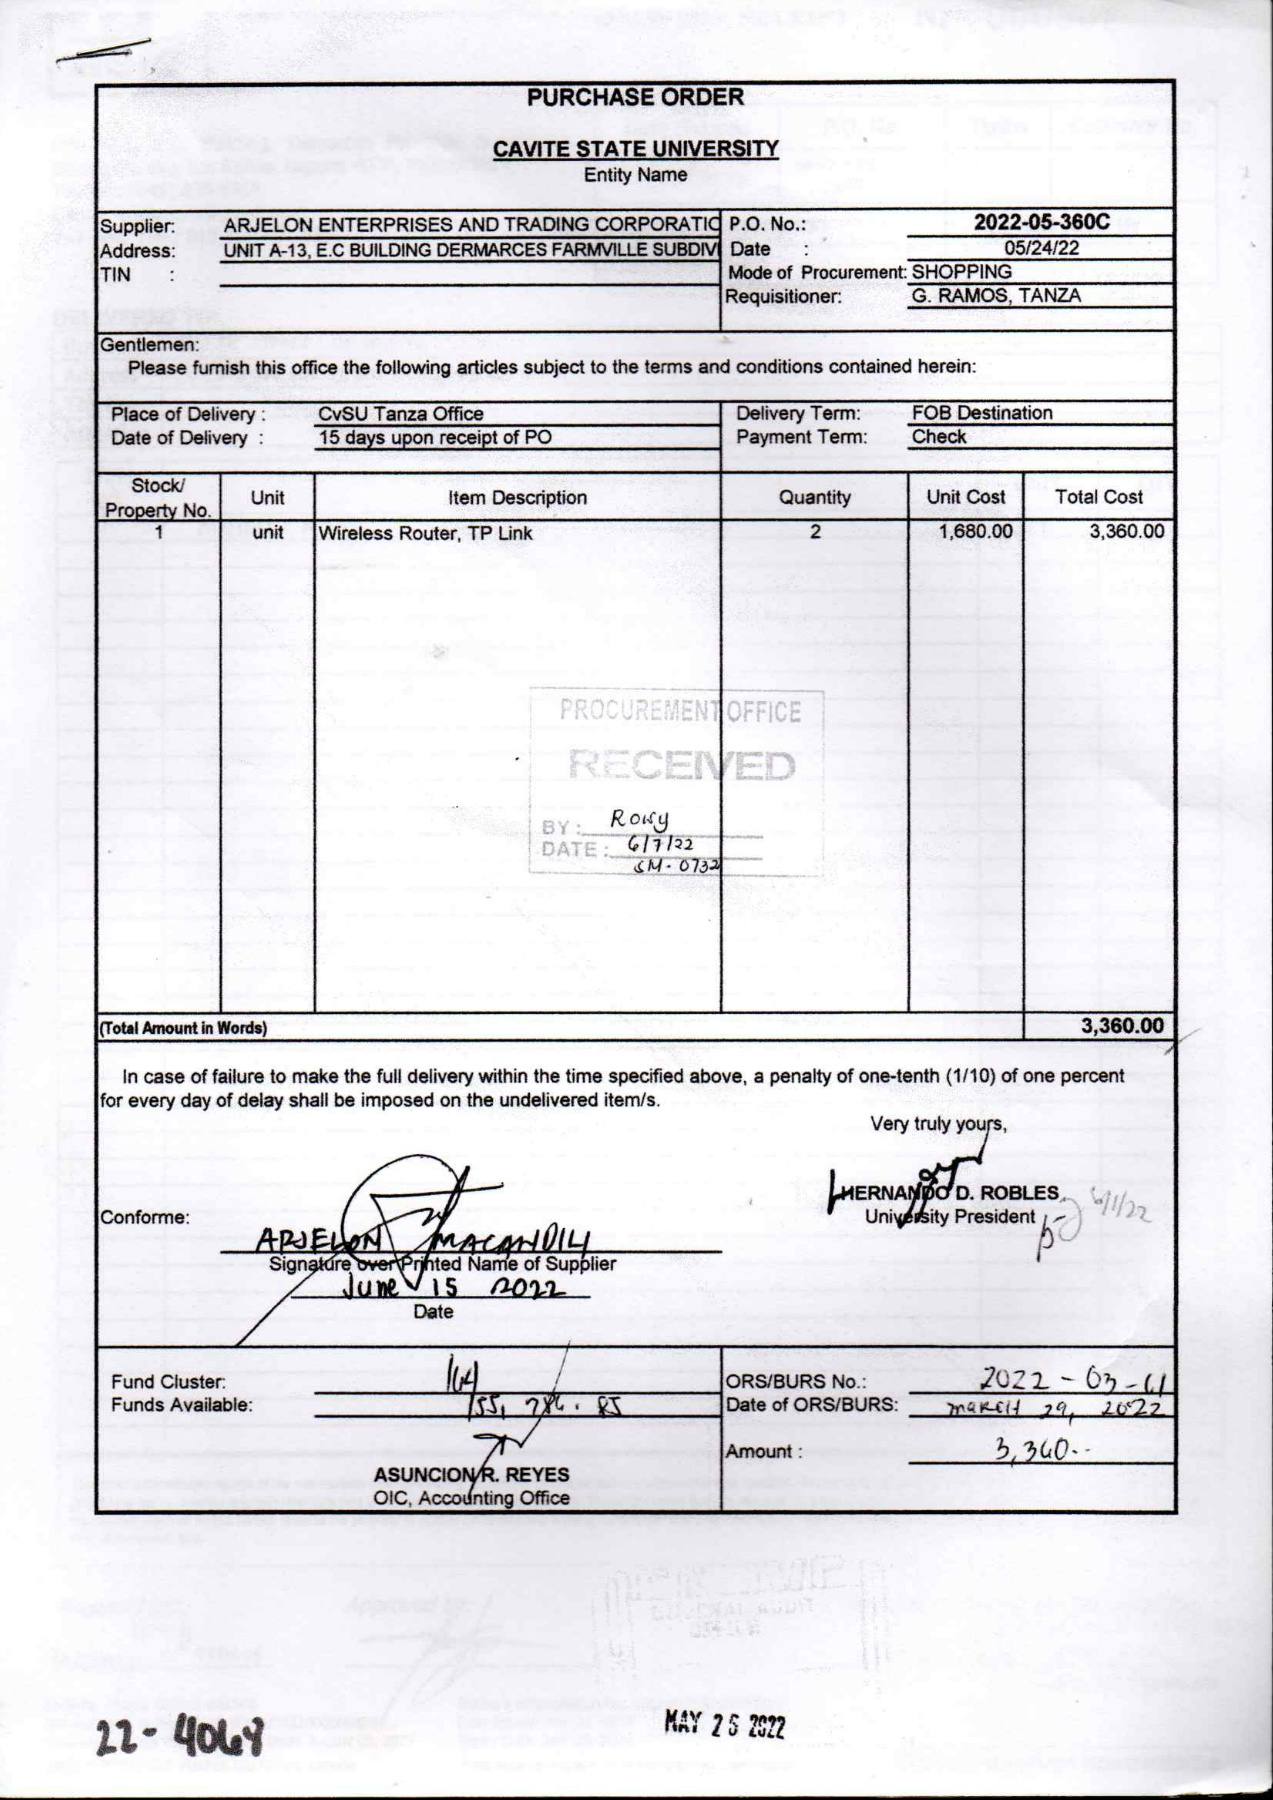 PURCHASE ORDER
CAVITE STATE UNIVERSITY
Entity Name
Supplier: ARJELON ENTERPRISES AND TRADING CORPORATIC P.O. No.: 2022-05-360C
Address: UNIT A-13, E.C BUILDING DERMARCES FARMVILLE SUBDIV Date : 05/24/22
TIN : Mode of Procurement: SHOPPING
Requisitioner: G. RAMOS, TANZA
Gentlemen:
Please furnish this office the following articles subject to the terms and conditions contained herein:
Place of Delivery : CvSU Tanza Office Delivery Term: FOB Destination
Date of Delivery : 15 days upon receipt of PO Payment Term: Check
Stock/ Property No. Unit Item Description Quantity Unit Cost Total Cost
1 unit Wireless Router, TP Link 2 1,680.00 3,360.00
PROCUREMENT OFFICE
RECEIVED
BY :
DATE : 6/7/22
SM- 0732
(Total Amount in Words) 3,360.00
In case of failure to make the full delivery within the time specified above, a penalty of one-tenth (1/10) of one percent
for every day of delay shall be imposed on the undelivered item/s.
Very truly yours,
HERNANDO D. ROBLES
University President
6/1/22
Conforme: ARJELON MACANDILI
Signature over Printed Name of Supplier
June 15 2022
Date
Fund Cluster: 164 ORS/BURS No.: 2022-03-61
Funds Available: 155, 786.85 Date of ORS/BURS: MARCH 29, 2022
Amount : 3,360--
ASUNCION R. REYES
OIC, Accounting Office
22-4068
MAY 25 2022